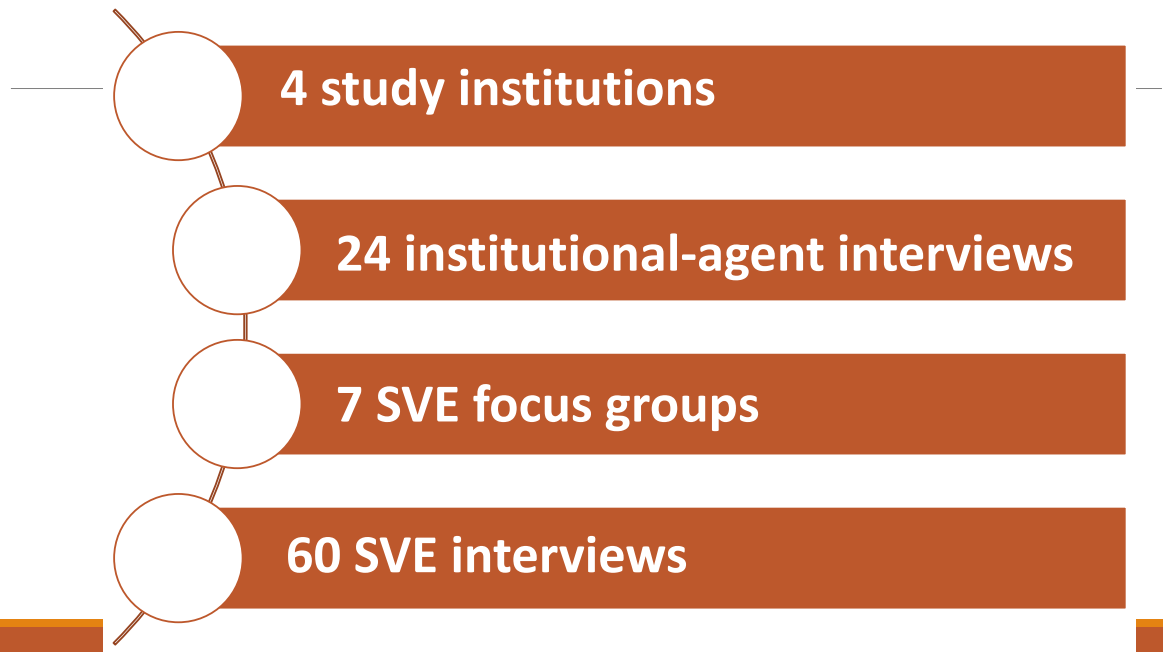 4 study institutions
24 institutional-agent interviews
7 SVE focus groups
60 SVE interviews